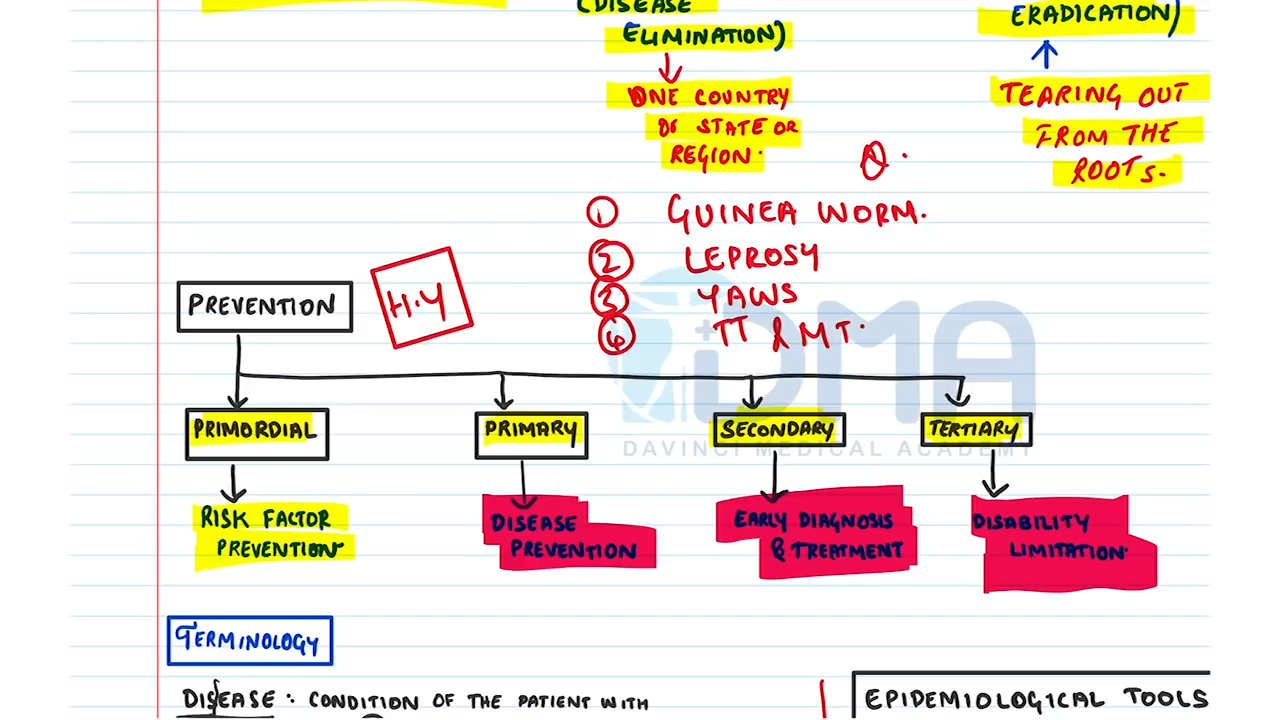 (DISEASE
ELIMINATION)
ONE COUNTRY
Or STATE OR
REGION.
ERADICATION)
TEARING OUT
FROM THE
ROOTS.
Q.
① GUINEA WORM.
② LEPROSY
③ YAWS
④ TT & MT.
PREVENTION
H.Y
DMA
DAVINCI MEDICAL ACADEMY
PRIMORDIAL
PRIMARY
SECONDARY
TERTIARY
RISK FACTOR
PREVENTION
DISEASE
PREVENTION
EARLY DIAGNOSIS
& TREATMENT
DISABILITY
LIMITATION.
TERMINOLOGY
DISEASE : CONDITION OF THE PATIENT WITH
EPIDEMIOLOGICAL TOOLS